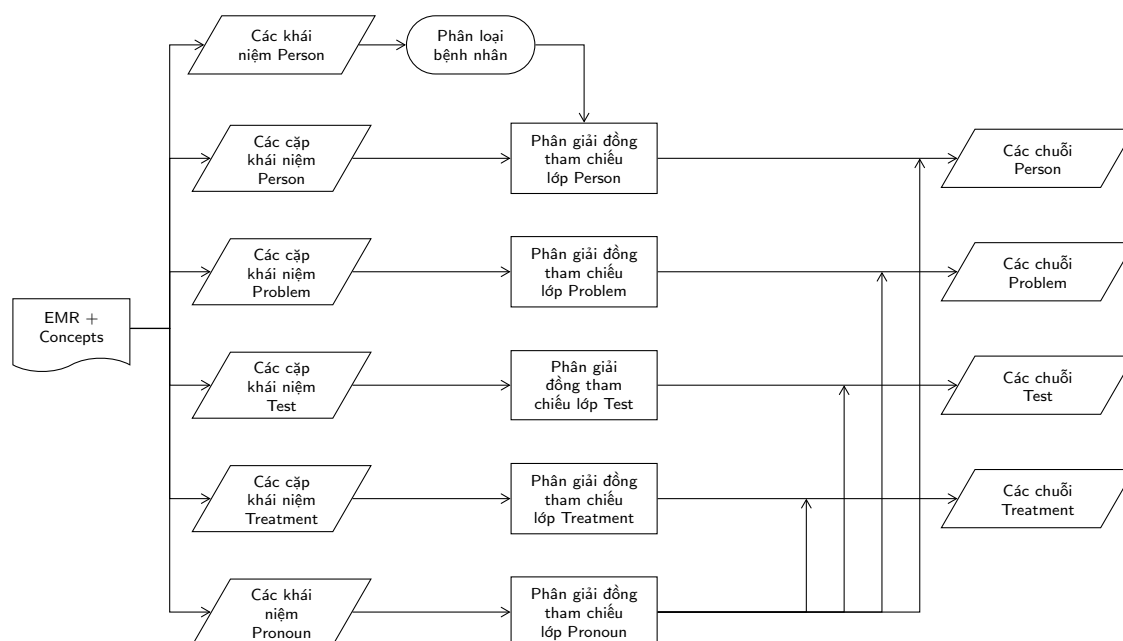 Các khái
niệm Person
Phân loại
bệnh nhân
Các cặp
khái niệm
Person
Phân giải đồng
tham chiếu
lớp Person
Các chuỗi
Person
Các cặp
khái niệm
Problem
Phân giải đồng
tham chiếu
lớp Problem
Các chuỗi
Problem
EMR +
Concepts
Các cặp
khái niệm
Test
Phân giải
đồng tham
chiếu lớp Test
Các chuỗi
Test
Các cặp
khái niệm
Treatment
Phân giải đồng
tham chiếu
lớp Treatment
Các chuỗi
Treatment
Các khái
niệm
Pronoun
Phân giải đồng
tham chiếu
lớp Pronoun